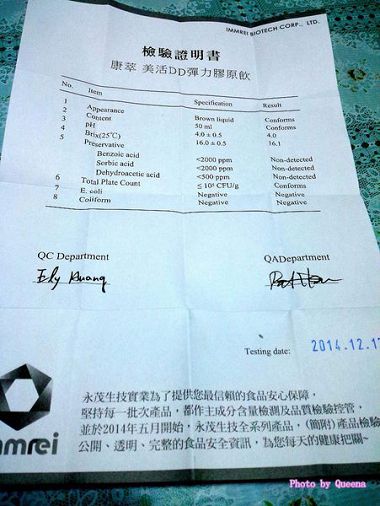 IMMREI BIOTECH CORP., LTD.
檢驗證明書
康萃 美活DD彈力膠原飲
No. Item Specification Result
1 Appearance Brown liquid Conforms
2 Content 50 ml Conforms
3 pH 4.0 ± 0.5 4.0
4 Brix(25℃) 16.0 ± 0.5 16.1
5 Preservative
Benzoic acid <2000 ppm Non-detected
Sorbic acid <2000 ppm Non-detected
Dehydroacetic acid <500 ppm Non-detected
6 Total Plate Count Conforms
7 E. coli Negative Negative
8 Coliform Negative Negative
QC Department QADepartment
Testing date: 2014.12.17
永茂生技實業為了提供您最信賴的食品安心保障，
堅持每一批次產品，都作主成分含量檢測及品質檢驗控管，
並於2014年五月開始，永茂生技全系列產品，(簡附)產品檢驗
公開、透明、完整的食品安全資訊，為您每天的健康把關~
immrei
Photo by Queena